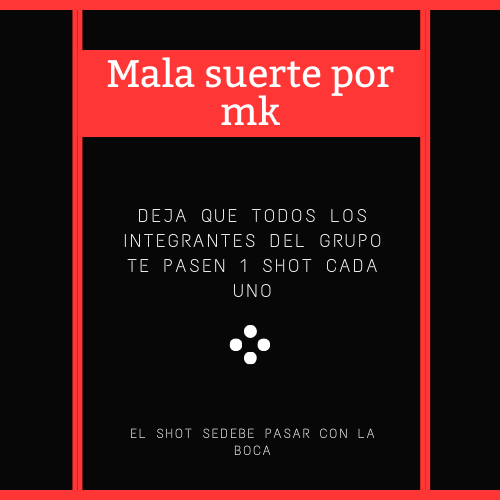 Mala suerte por
mk
DEJA QUE TODOS LOS
INTEGRANTES DEL GRUPO
TE PASEN 1 SHOT CADA
UNO
EL SHOT SEDEBE PASAR CON LA
BOCA